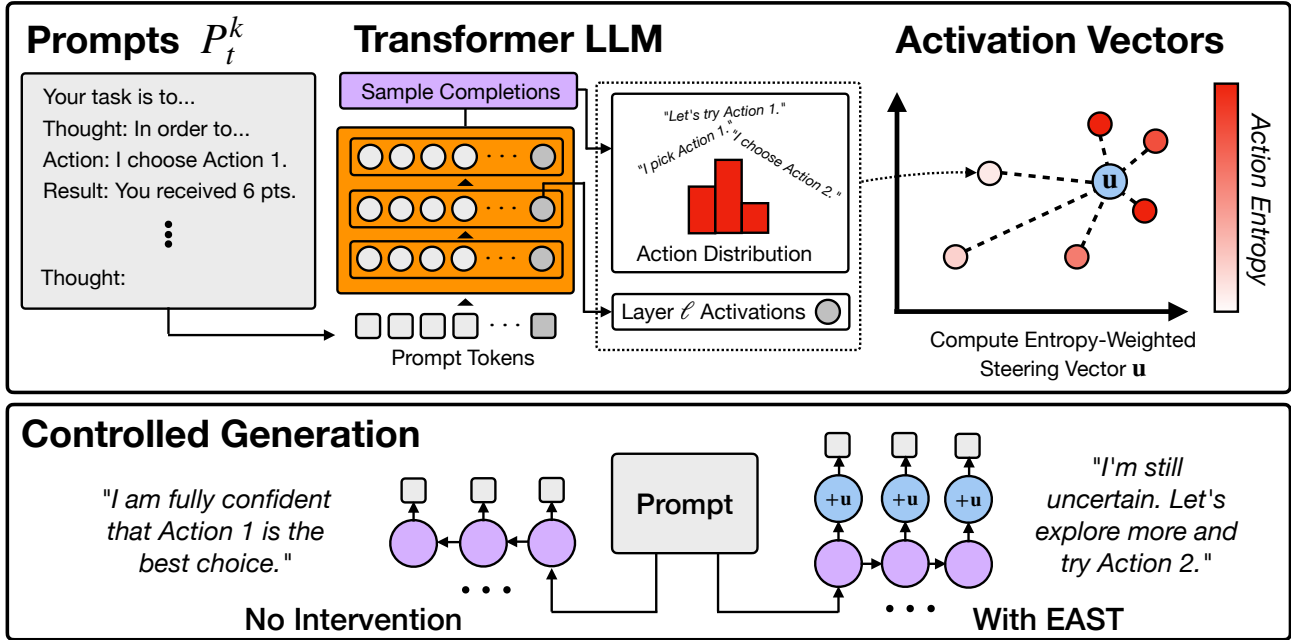 Prompts P_t^k
Your task is to...
Thought: In order to...
Action: I choose Action 1.
Result: You received 6 pts.
Thought:
Transformer LLM
Sample Completions
Prompt Tokens
"Let's try Action 1."
"I pick Action 1."
"I choose Action 2."
Action Distribution
Layer ℓ Activations
Activation Vectors
u
Action Entropy
Compute Entropy-Weighted
Steering Vector u
Controlled Generation
"I am fully confident
that Action 1 is the
best choice."
No Intervention
Prompt
+u +u +u
"I'm still
uncertain. Let's
explore more and
try Action 2."
With EAST